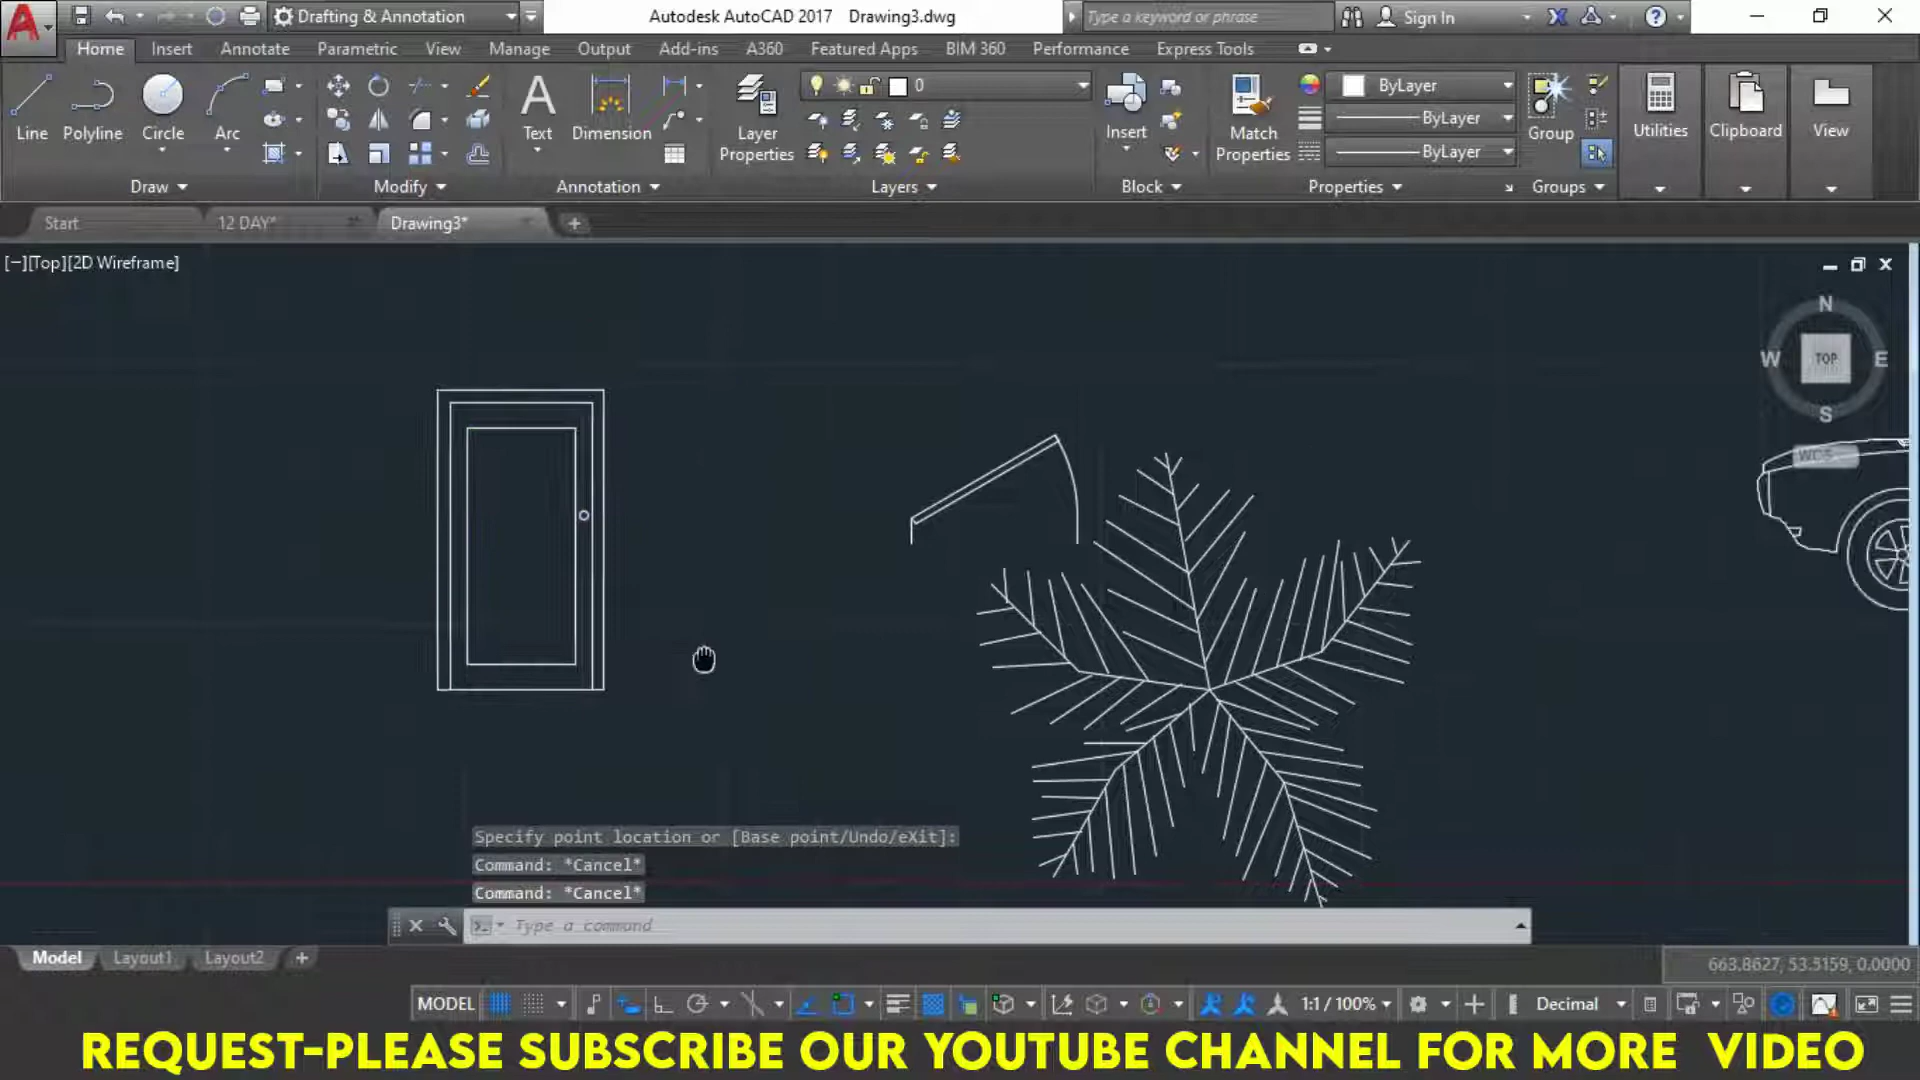 Drafting & Annotation
Autodesk AutoCAD 2017 Drawing3.dwg
Type a keyword or phrase
Sign In
Home Insert Annotate Parametric View Manage Output Add-ins A360 Featured Apps BIM 360 Performance Express Tools
Line Polyline Circle Arc
Text Dimension
Layer Properties
0
Insert
Match Properties
ByLayer
ByLayer
ByLayer
Group
Utilities
Clipboard
View
Draw Modify Annotation Layers Block Properties Groups
Start 12 DAY* Drawing3*
[−][Top][2D Wireframe]
N
W TOP E
S
WCS
Specify point location or [Base point/Undo/eXit]:
Command: *Cancel*
Command: *Cancel*
Type a command
Model Layout1 Layout2
663.8627, 53.5159, 0.0000
MODEL 1:1 / 100% Decimal
REQUEST-PLEASE SUBSCRIBE OUR YOUTUBE CHANNEL FOR MORE VIDEO